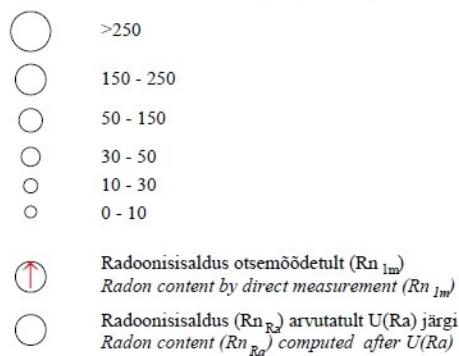 >250
150 - 250
50 - 150
30 - 50
10 - 30
0 - 10
Radoonisisaldus otsemõõdetult (Rn 1m)
Radon content by direct measurement (Rn 1m)
Radoonisisaldus (Rn Ra) arvutatult U(Ra) järgi
Radon content (Rn Ra) computed after U(Ra)